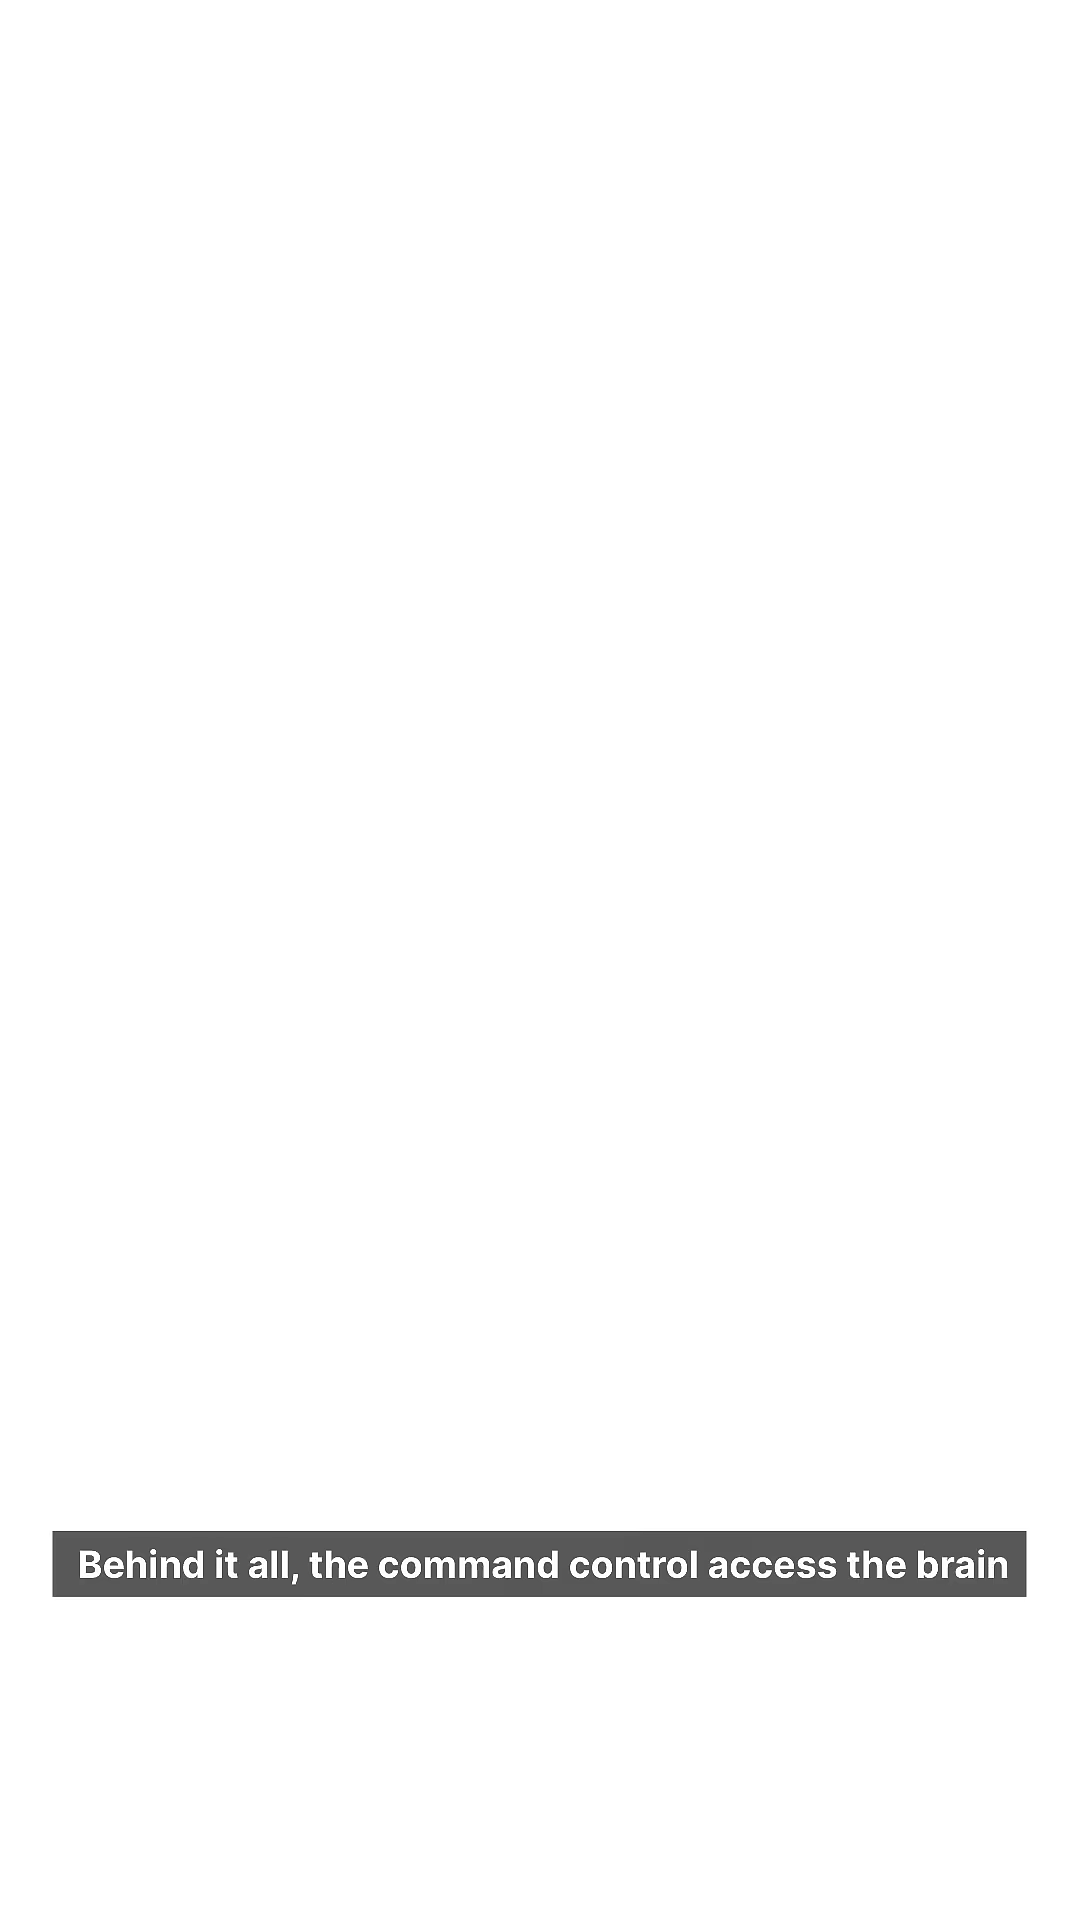 Behind it all, the command control access the brain